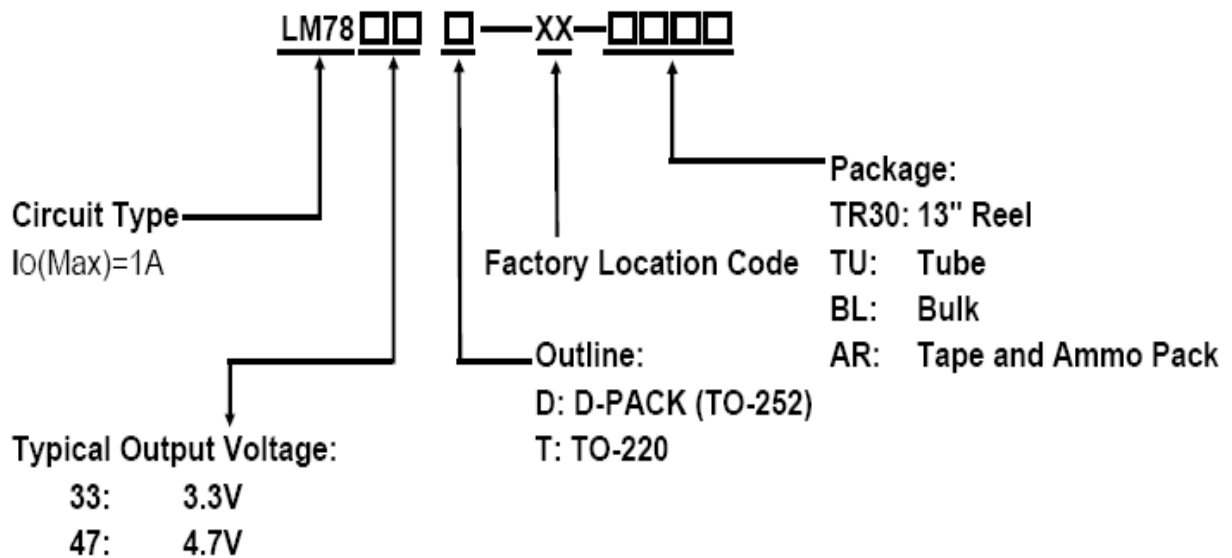 LM78□□ □—XX—□□□□
Package:
TR30: 13" Reel
TU: Tube
BL: Bulk
AR: Tape and Ammo Pack
Circuit Type
IO(Max)=1A
Factory Location Code
Outline:
D: D-PACK (TO-252)
T: TO-220
Typical Output Voltage:
33: 3.3V
47: 4.7V